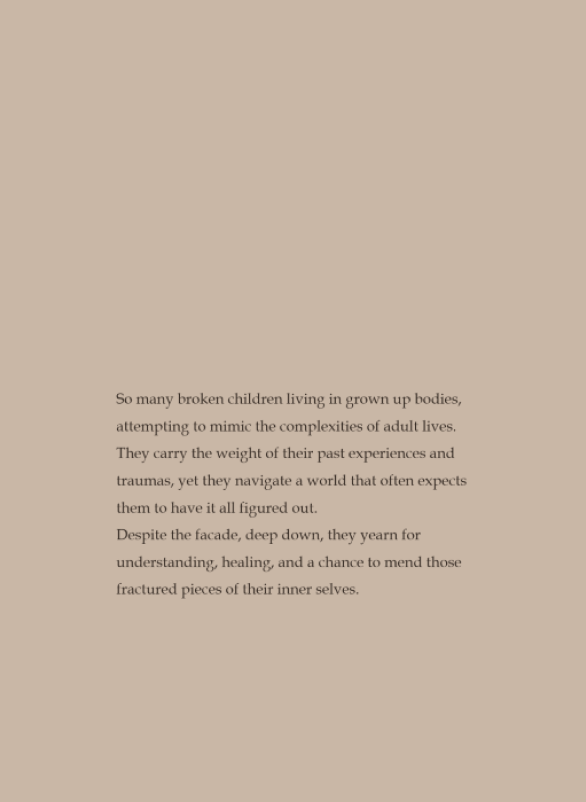 So many broken children living in grown up bodies,
attempting to mimic the complexities of adult lives.
They carry the weight of their past experiences and
traumas, yet they navigate a world that often expects
them to have it all figured out.
Despite the facade, deep down, they yearn for
understanding, healing, and a chance to mend those
fractured pieces of their inner selves.